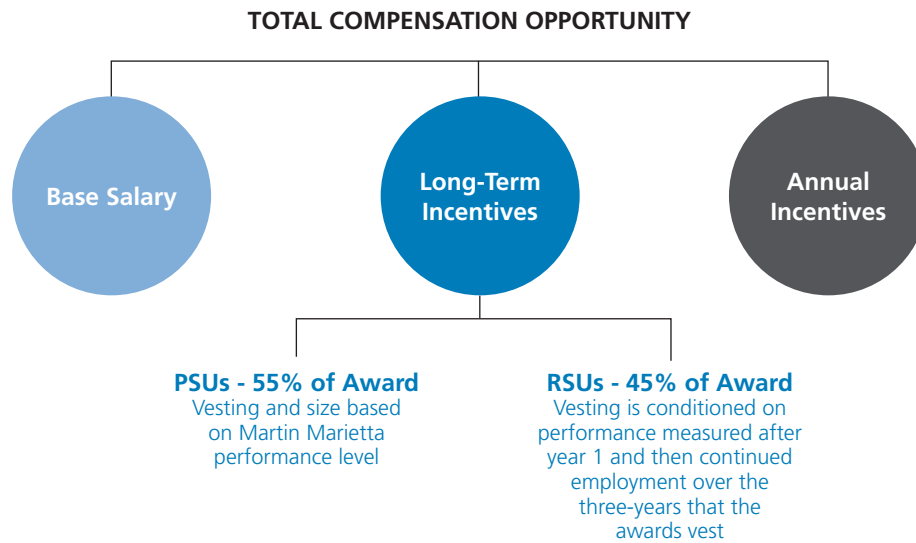 TOTAL COMPENSATION OPPORTUNITY
Base Salary
Long-Term
Incentives
Annual
Incentives
PSUs - 55% of Award
Vesting and size based
on Martin Marietta
performance level
RSUs - 45% of Award
Vesting is conditioned on
performance measured after
year 1 and then continued
employment over the
three-years that the
awards vest